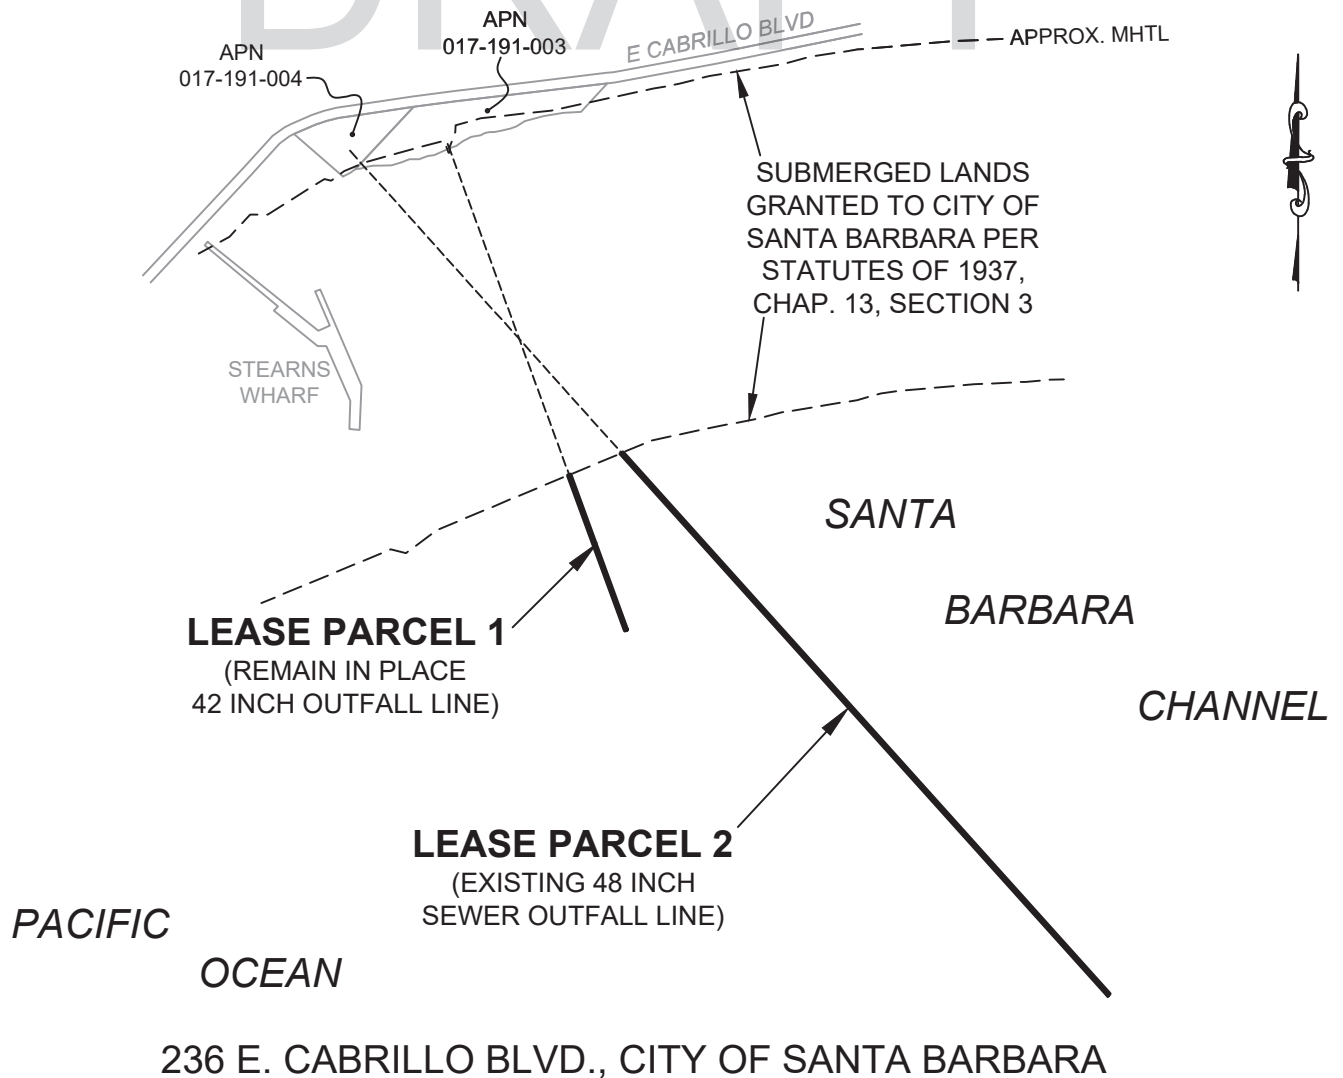 DRAFT
APN
017-191-004
APN
017-191-003
E CABRILLO BLVD
APPROX. MHTL
SUBMERGED LANDS
GRANTED TO CITY OF
SANTA BARBARA PER
STATUTES OF 1937,
CHAP. 13, SECTION 3
STEARNS
WHARF
SANTA
BARBARA
CHANNEL
LEASE PARCEL 1
(REMAIN IN PLACE
42 INCH OUTFALL LINE)
LEASE PARCEL 2
(EXISTING 48 INCH
SEWER OUTFALL LINE)
PACIFIC
OCEAN
236 E. CABRILLO BLVD., CITY OF SANTA BARBARA